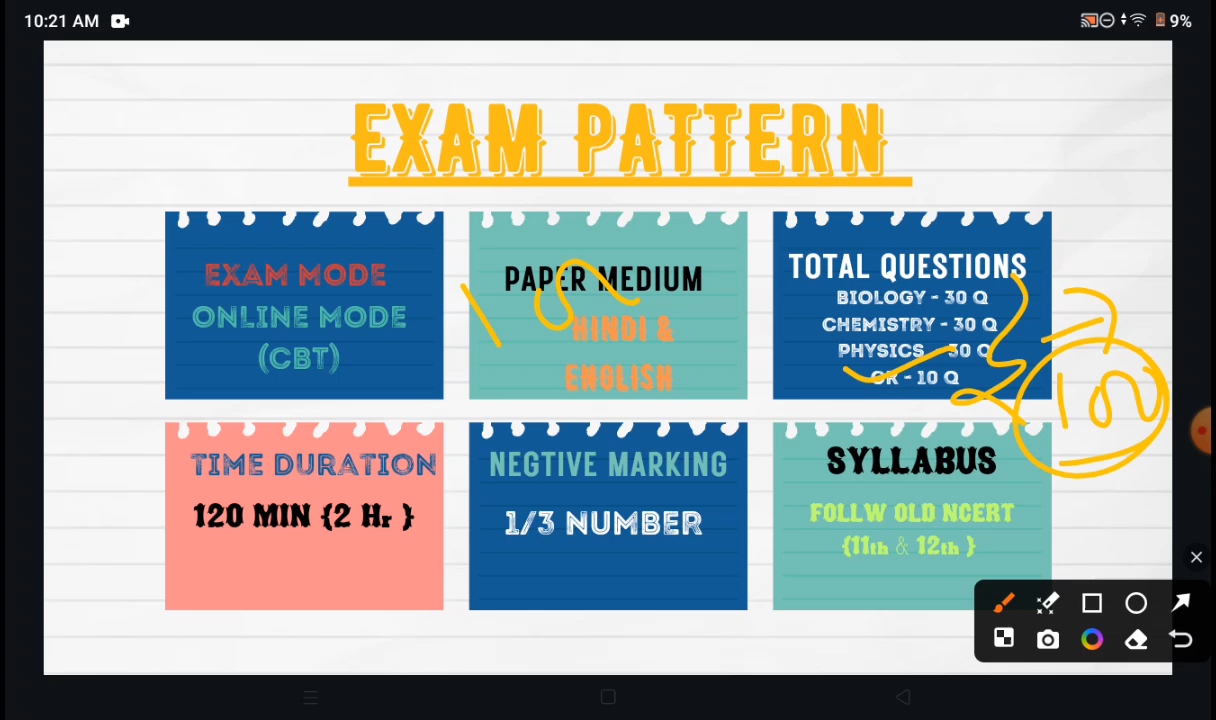 10:21 AM
9%
EXAM PATTERN
EXAM MODE
ONLINE MODE
(CBT)
PAPER MEDIUM
HINDI &
ENGLISH
TOTAL QUESTIONS
BIOLOGY - 30 Q
CHEMISTRY - 30 Q
PHYSICS - 30 Q
GK - 10 Q
TIME DURATION
120 MIN {2 Hr }
NEGTIVE MARKING
1/3 NUMBER
SYLLABUS
FOLLW OLD NCERT
{11th & 12th }